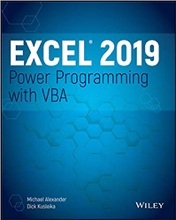 EXCEL® 2019
Power Programming
with VBA
Michael Alexander
Dick Kusleika
WILEY